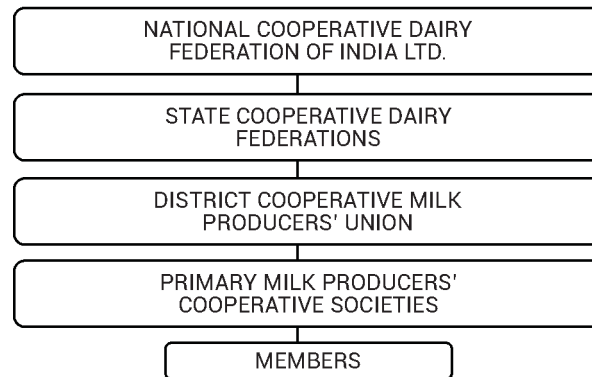 NATIONAL COOPERATIVE DAIRY
FEDERATION OF INDIA LTD.
STATE COOPERATIVE DAIRY
FEDERATIONS
DISTRICT COOPERATIVE MILK
PRODUCERS' UNION
PRIMARY MILK PRODUCERS'
COOPERATIVE SOCIETIES
MEMBERS